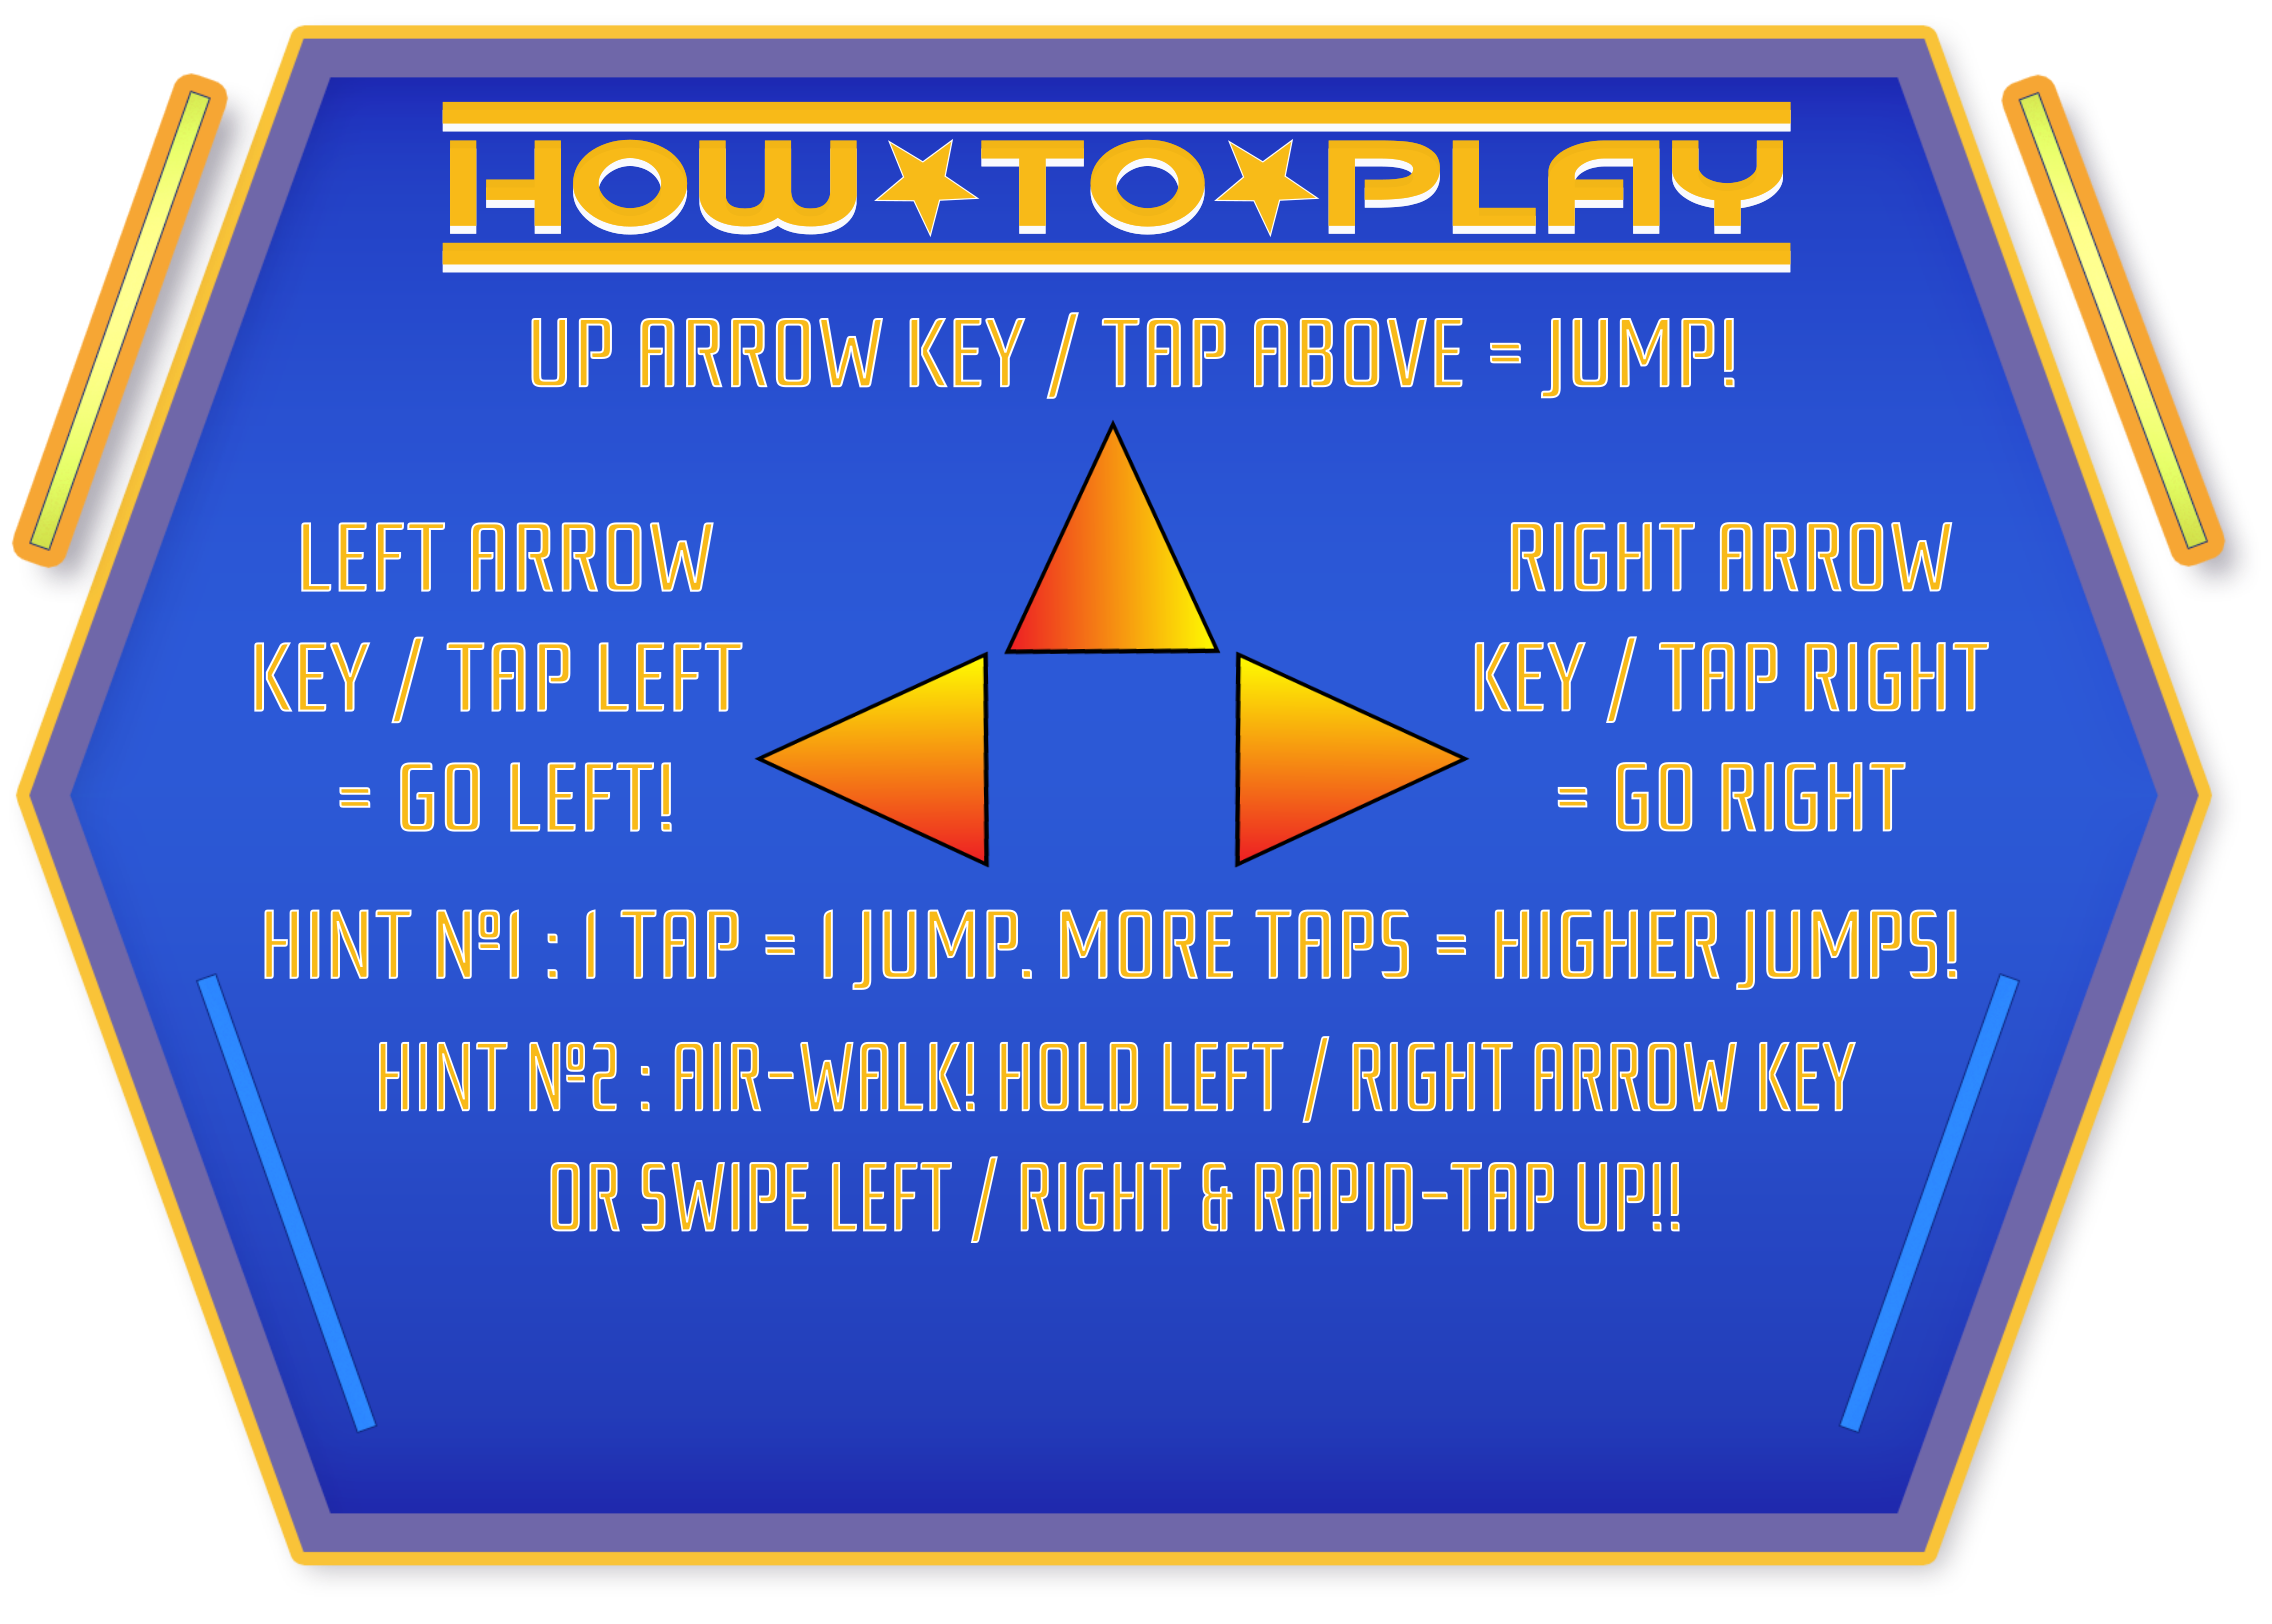 HOW★TO★PLAY
UP ARROW KEY / TAP ABOVE = JUMP!
LEFT ARROW
KEY / TAP LEFT
= GO LEFT!
RIGHT ARROW
KEY / TAP RIGHT
= GO RIGHT
HINT Nº1 : 1 TAP = 1 JUMP. MORE TAPS = HIGHER JUMPS!
HINT Nº2 : AIR-WALK! HOLD LEFT / RIGHT ARROW KEY
OR SWIPE LEFT / RIGHT & RAPID-TAP UP!!